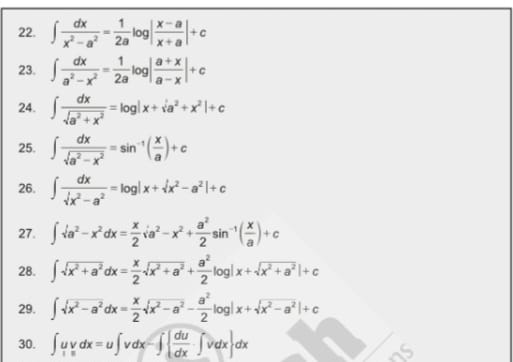 22. ∫ dx / (x² − a²) = 1/2a log |(x − a)/(x + a)| + c
23. ∫ dx / (a² − x²) = 1/2a log |(a + x)/(a − x)| + c
24. ∫ dx / √(a² + x²) = log| x + √(a² + x²) | + c
25. ∫ dx / √(a² − x²) = sin⁻¹ (x/a) + c
26. ∫ dx / √(x² − a²) = log| x + √(x² − a²) | + c
27. ∫ √(a² − x²) dx = x/2 √(a² − x²) + a²/2 sin⁻¹ (x/a) + c
28. ∫ √(x² + a²) dx = x/2 √(x² + a²) + a²/2 log| x + √(x² + a²) | + c
29. ∫ √(x² − a²) dx = x/2 √(x² − a²) − a²/2 log| x + √(x² − a²) | + c
30. ∫ u v dx = u ∫ v dx − ∫ { du/dx · ∫ v dx } dx
I II